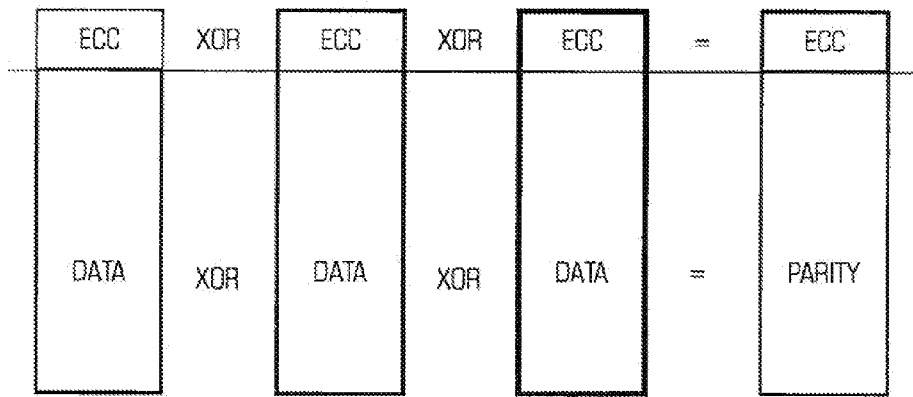 ECC XOR ECC XOR ECC = ECC
DATA XOR DATA XOR DATA = PARITY